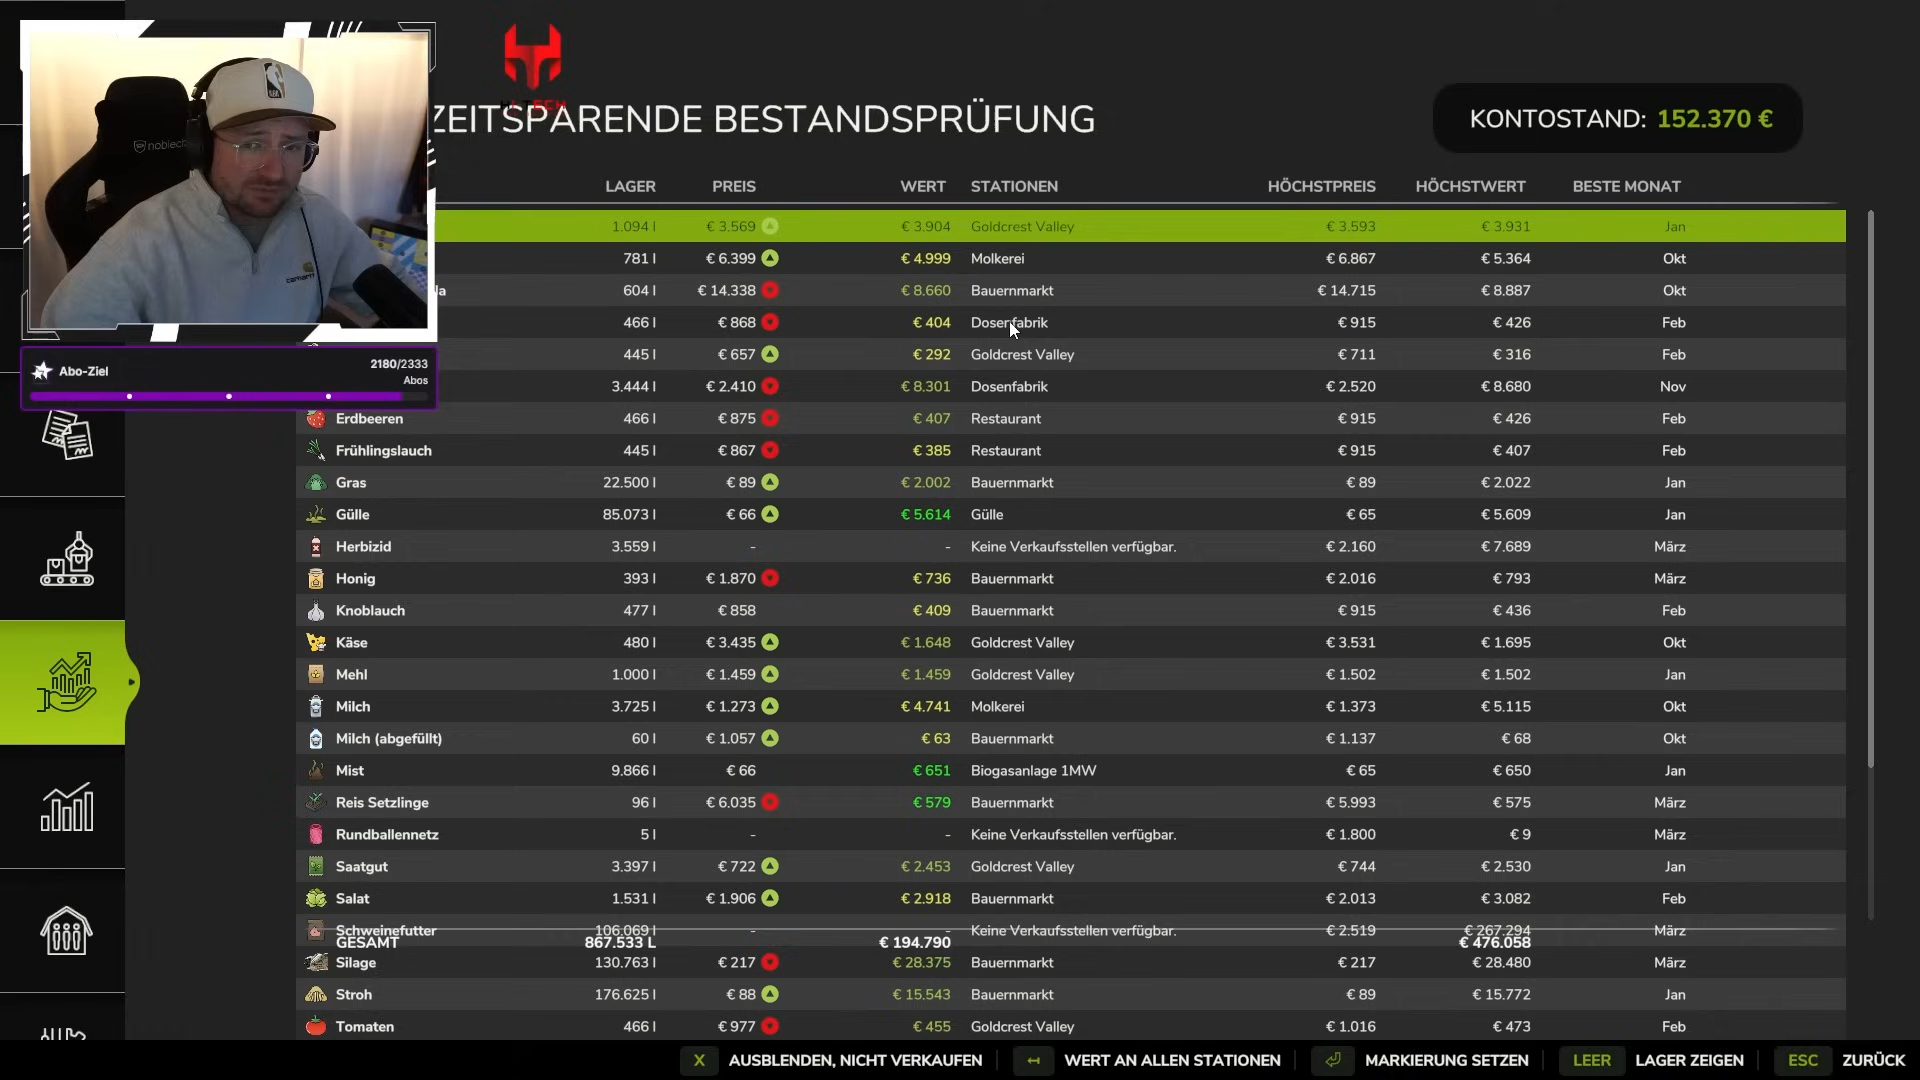 noblec
HITECH
ZEITSPARENDE BESTANDSPRÜFUNG
KONTOSTAND: 152.370 €
LAGER PREIS WERT STATIONEN HÖCHSTPREIS HÖCHSTWERT BESTE MONAT
1.094 l € 3.569 € 3.904 Goldcrest Valley € 3.593 € 3.931 Jan
781 l € 6.399 € 4.999 Molkerei € 6.867 € 5.364 Okt
la 604 l € 14.338 € 8.660 Bauernmarkt € 14.715 € 8.887 Okt
466 l € 868 € 404 Dosenfabrik € 915 € 426 Feb
445 l € 657 € 292 Goldcrest Valley € 711 € 316 Feb
3.444 l € 2.410 € 8.301 Dosenfabrik € 2.520 € 8.680 Nov
Abo-Ziel 2180/2333
Abos
Erdbeeren 466 l € 875 € 407 Restaurant € 915 € 426 Feb
Frühlingslauch 445 l € 867 € 385 Restaurant € 915 € 407 Feb
Gras 22.500 l € 89 € 2.002 Bauernmarkt € 89 € 2.022 Jan
Gülle 85.073 l € 66 € 5.614 Gülle € 65 € 5.609 Jan
Herbizid 3.559 l - - Keine Verkaufsstellen verfügbar. € 2.160 € 7.689 März
Honig 393 l € 1.870 € 736 Bauernmarkt € 2.016 € 793 März
Knoblauch 477 l € 858 € 409 Bauernmarkt € 915 € 436 Feb
Käse 480 l € 3.435 € 1.648 Goldcrest Valley € 3.531 € 1.695 Okt
Mehl 1.000 l € 1.459 € 1.459 Goldcrest Valley € 1.502 € 1.502 Jan
Milch 3.725 l € 1.273 € 4.741 Molkerei € 1.373 € 5.115 Okt
Milch (abgefüllt) 60 l € 1.057 € 63 Bauernmarkt € 1.137 € 68 Okt
Mist 9.866 l € 66 € 651 Biogasanlage 1MW € 65 € 650 Jan
Reis Setzlinge 96 l € 6.035 € 579 Bauernmarkt € 5.993 € 575 März
Rundballennetz 5 l - - Keine Verkaufsstellen verfügbar. € 1.800 € 9 März
Saatgut 3.397 l € 722 € 2.453 Goldcrest Valley € 744 € 2.530 Jan
Salat 1.531 l € 1.906 € 2.918 Bauernmarkt € 2.013 € 3.082 Feb
Schweinefutter 106.069 l - - Keine Verkaufsstellen verfügbar. € 2.519 € 267.294 März
GESAMT 867.533 L € 194.790 € 476.058
Silage 130.763 l € 217 € 28.375 Bauernmarkt € 217 € 28.480 März
Stroh 176.625 l € 88 € 15.543 Bauernmarkt € 89 € 15.772 Jan
Tomaten 466 l € 977 € 455 Goldcrest Valley € 1.016 € 473 Feb
X AUSBLENDEN, NICHT VERKAUFEN WERT AN ALLEN STATIONEN MARKIERUNG SETZEN LEER LAGER ZEIGEN ESC ZURÜCK